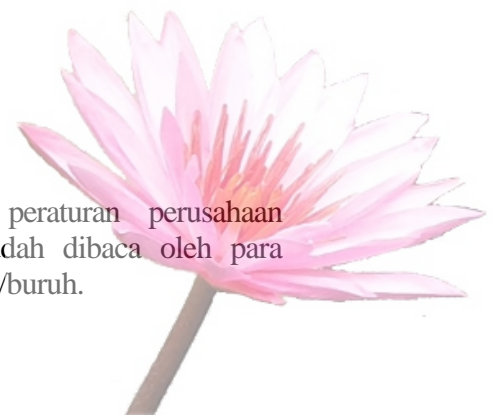 peraturan perusahaan
dah dibaca oleh para
/buruh.